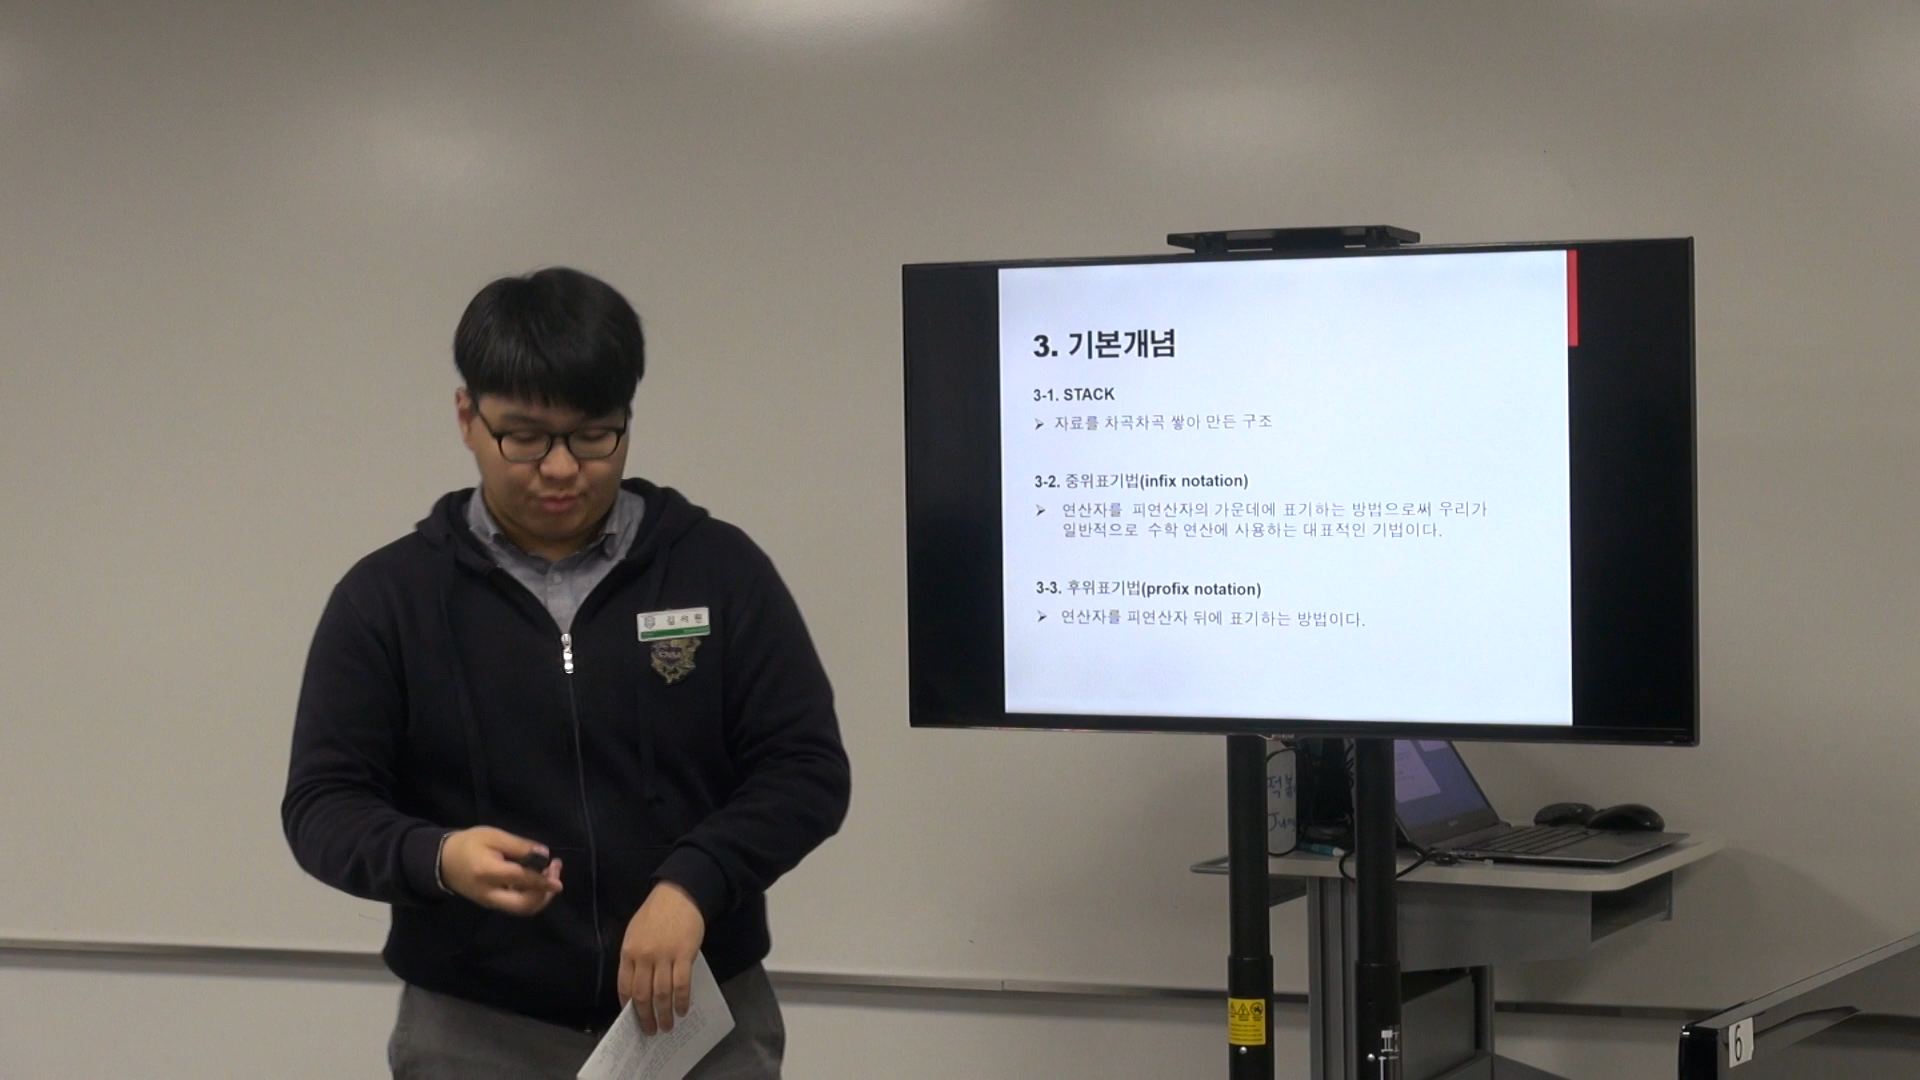 3. 기본개념
3-1. STACK
➢ 자료를 차곡차곡 쌓아 만든 구조
3-2. 중위표기법(infix notation)
➢ 연산자를 피연산자의 가운데에 표기하는 방법으로써 우리가
일반적으로 수학 연산에 사용하는 대표적인 기법이다.
3-3. 후위표기법(profix notation)
➢ 연산자를 피연산자 뒤에 표기하는 방법이다.
김서원
6